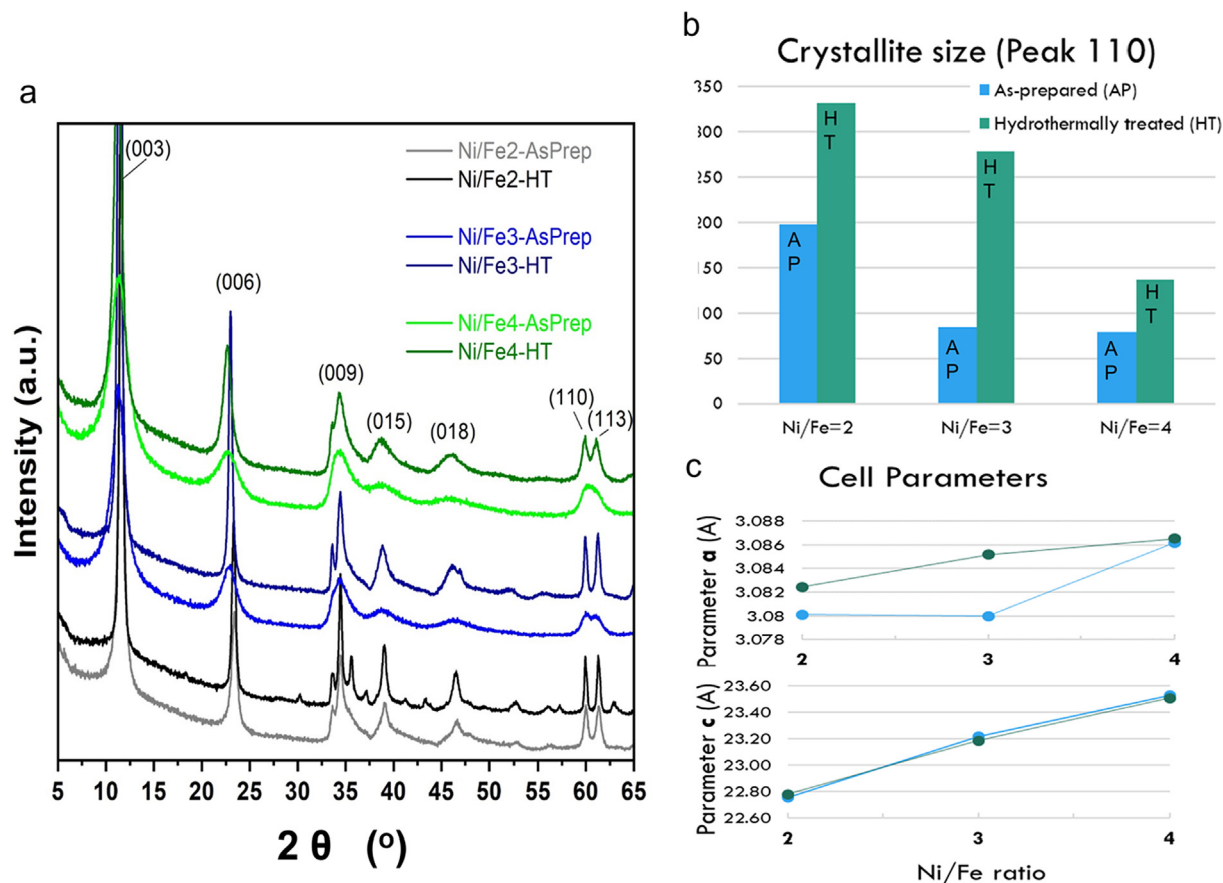 a
(003)
(006)
(009)
(015)
(018)
(110)
(113)
Ni/Fe2-AsPrep
Ni/Fe2-HT
Ni/Fe3-AsPrep
Ni/Fe3-HT
Ni/Fe4-AsPrep
Ni/Fe4-HT
Intensity (a.u.)
5 10 15 20 25 30 35 40 45 50 55 60 65
2 θ (º)
b
Crystallite size (Peak 110)
As-prepared (AP)
Hydrothermally treated (HT)
350
300
250
200
150
100
50
0
A
P
H
T
A
P
H
T
A
P
H
T
Ni/Fe=2 Ni/Fe=3 Ni/Fe=4
c
Cell Parameters
Parameter a (A)
3.088
3.086
3.084
3.082
3.08
3.078
2 3 4
Parameter c (A)
23.60
23.40
23.20
23.00
22.80
22.60
2 3 4
Ni/Fe ratio